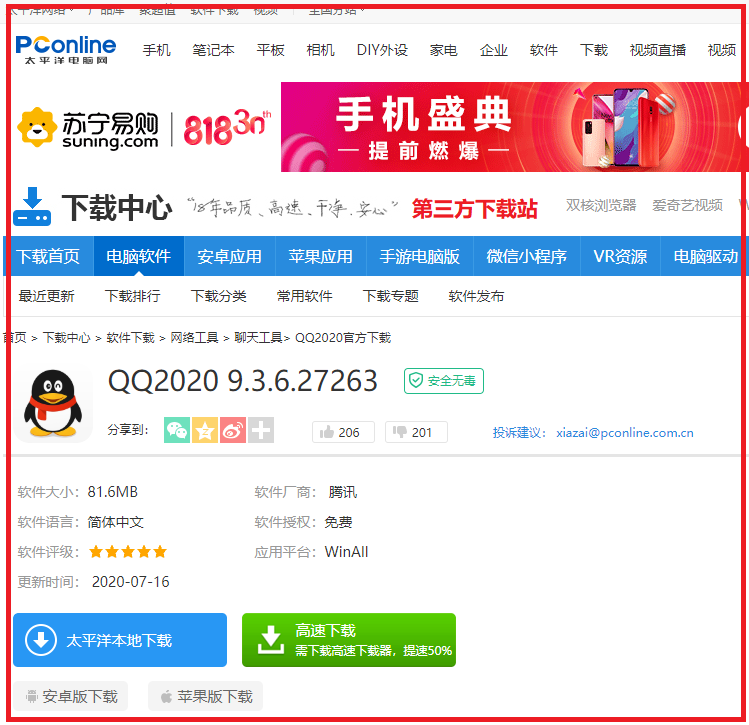 太平洋网络 产品库 聚超值 软件下载 视频 全国分站
PConline 手机 笔记本 平板 相机 DIY外设 家电 企业 软件 下载 视频直播 视频
太平洋电脑网
苏宁易购 818 30th 手机盛典
suning.com 提前燃爆
下载中心 “18年品质、高速、干净、安心” 第三方下载站 双核浏览器 爱奇艺视频
下载首页 电脑软件 安卓应用 苹果应用 手游电脑版 微信小程序 VR资源 电脑驱动
最近更新 下载排行 下载分类 常用软件 下载专题 软件发布
首页 > 下载中心 > 软件下载 > 网络工具 > 聊天工具> QQ2020官方下载
QQ2020 9.3.6.27263 安全无毒
分享到： 206 201 投诉建议： xiazai@pconline.com.cn
软件大小：81.6MB 软件厂商： 腾讯
软件语言：简体中文 软件授权：免费
软件评级： 应用平台：WinAll
更新时间： 2020-07-16
太平洋本地下载 高速下载
需下载高速下载器，提速50%
安卓版下载 苹果版下载